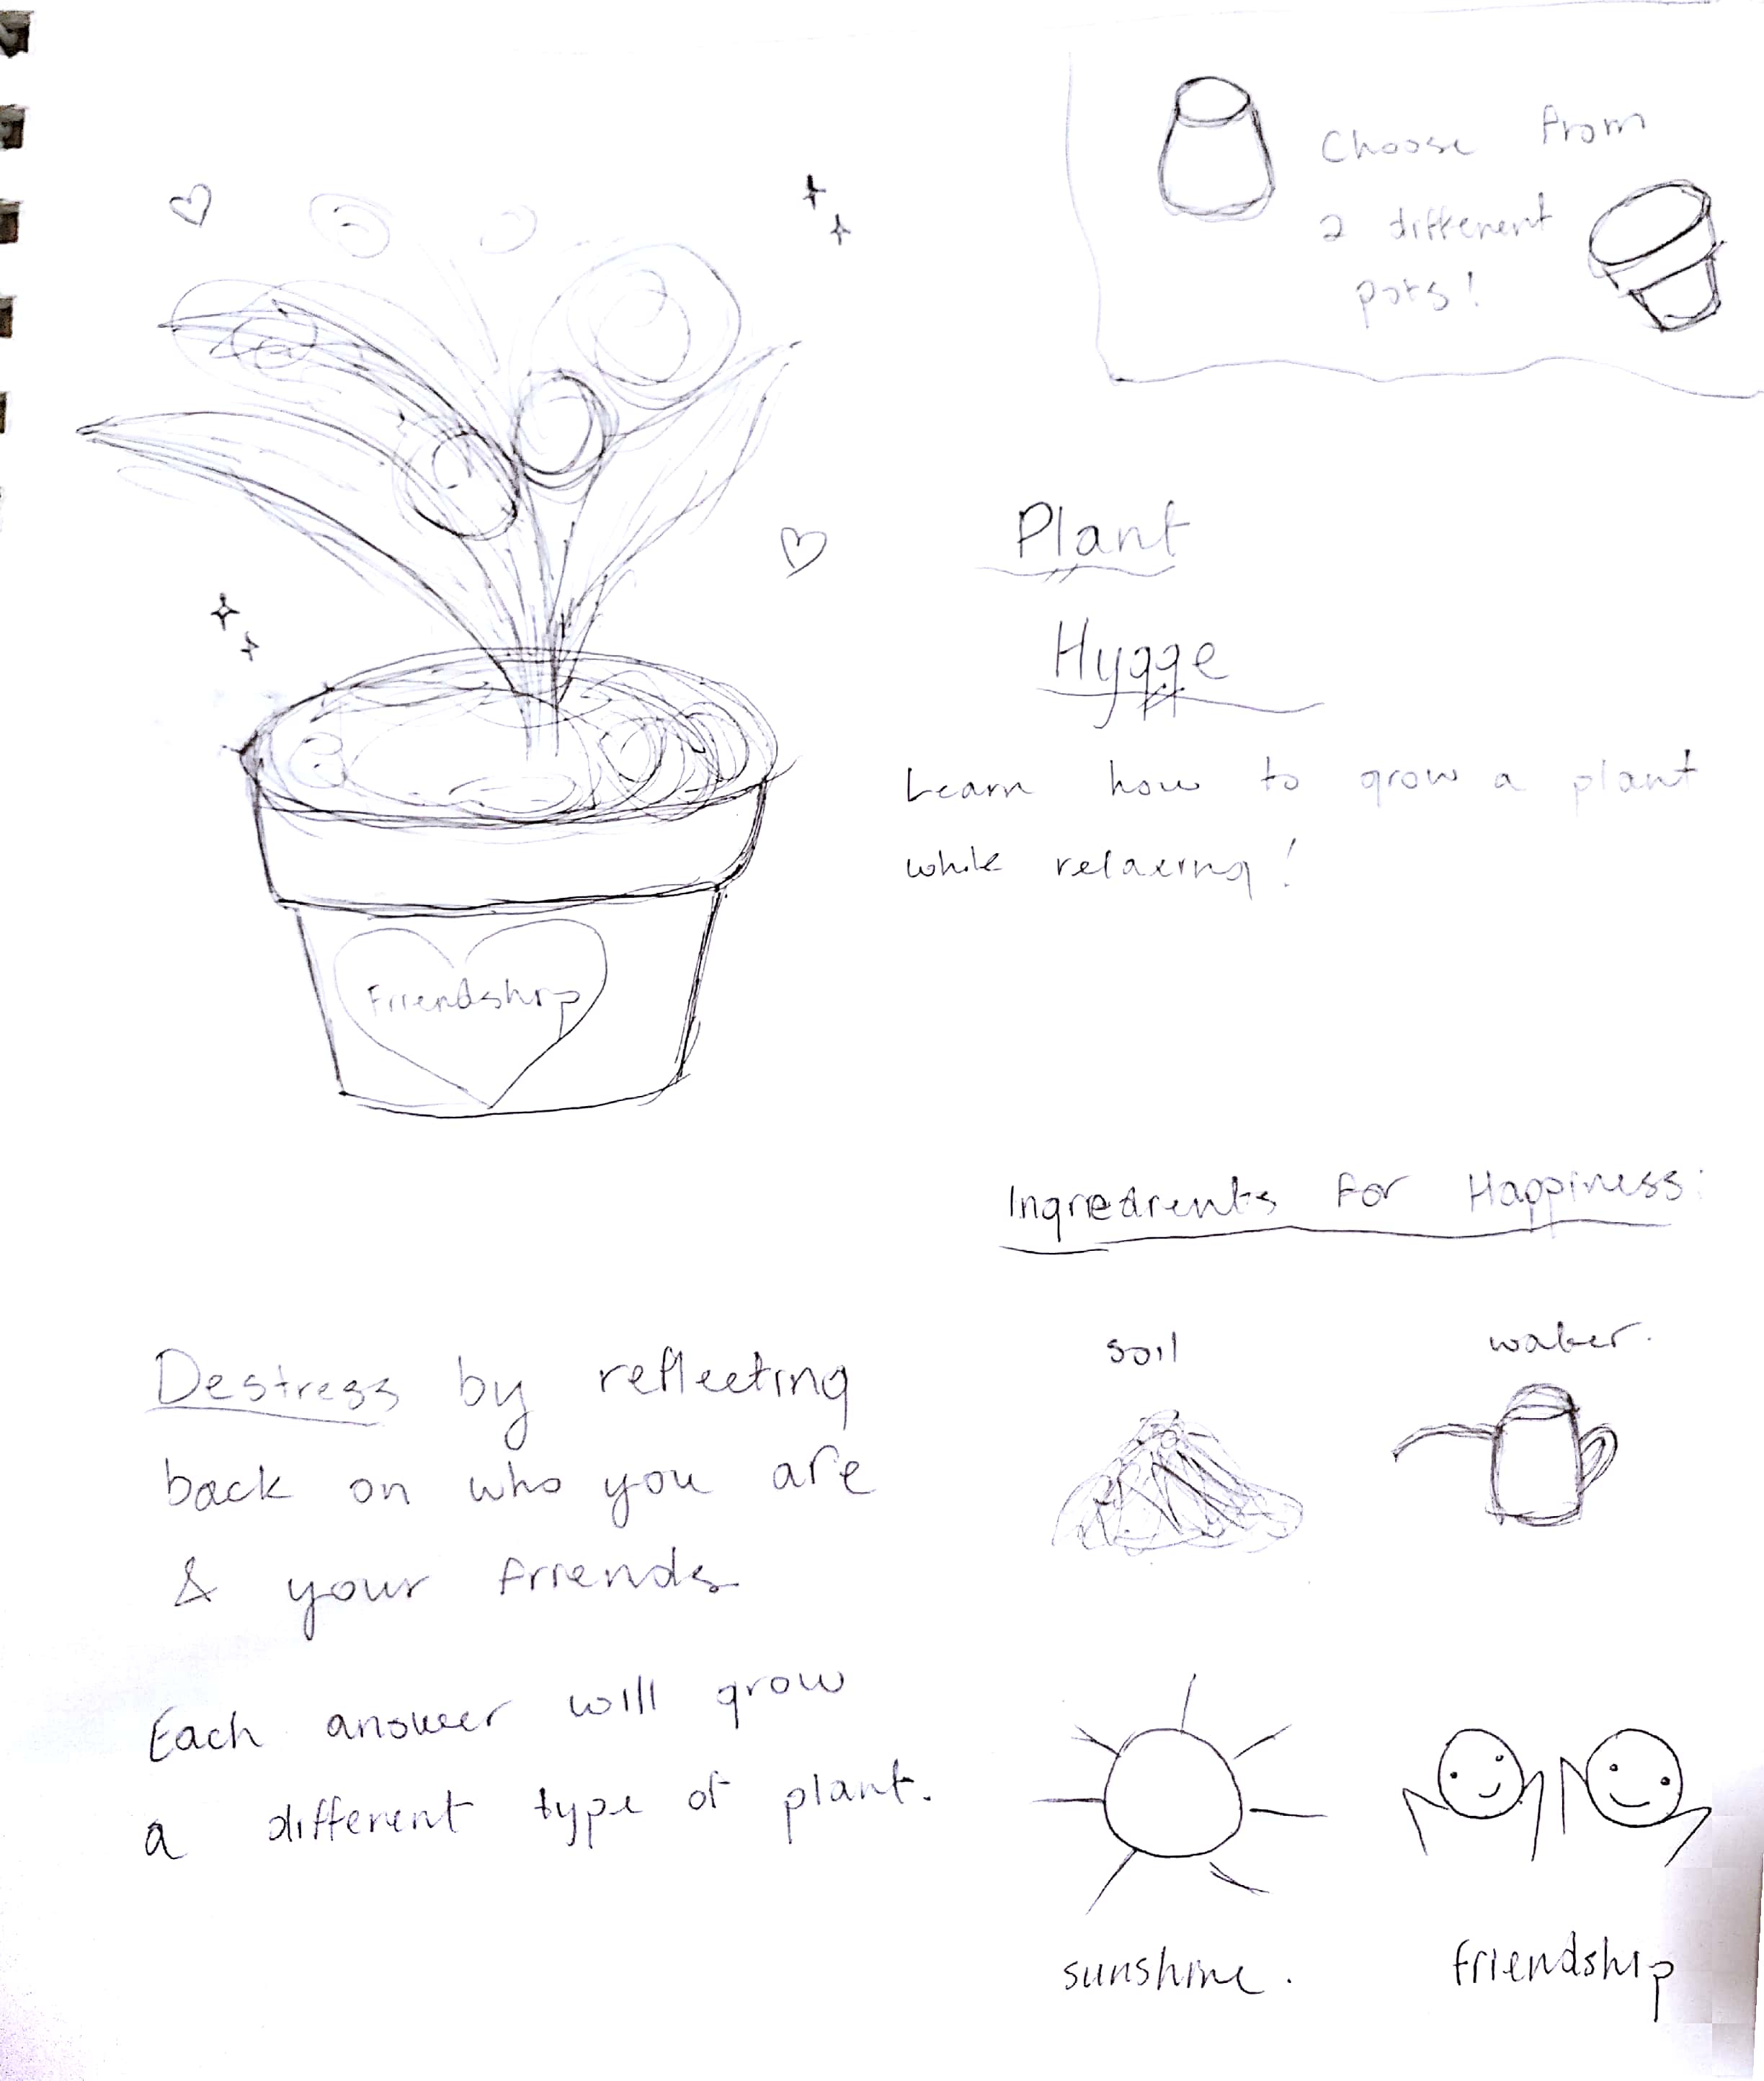 Choose from
2 different
pots!
Plant
Hygge
Learn how to grow a plant
while relaxing!
Friendship
Ingredients for Happiness:
soil
water.
Destress by reflecting
back on who you are
& your friends
Each answer will grow
a different type of plant.
sunshine.
friendship